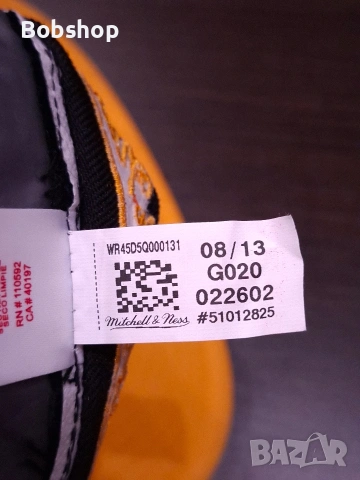 Bobshop
WR45D5Q000131
08/13
G020
022602
Mitchell & Ness
#51012825
SECO LIMPIE
RN# 110592
CA# 40197
BAZAR